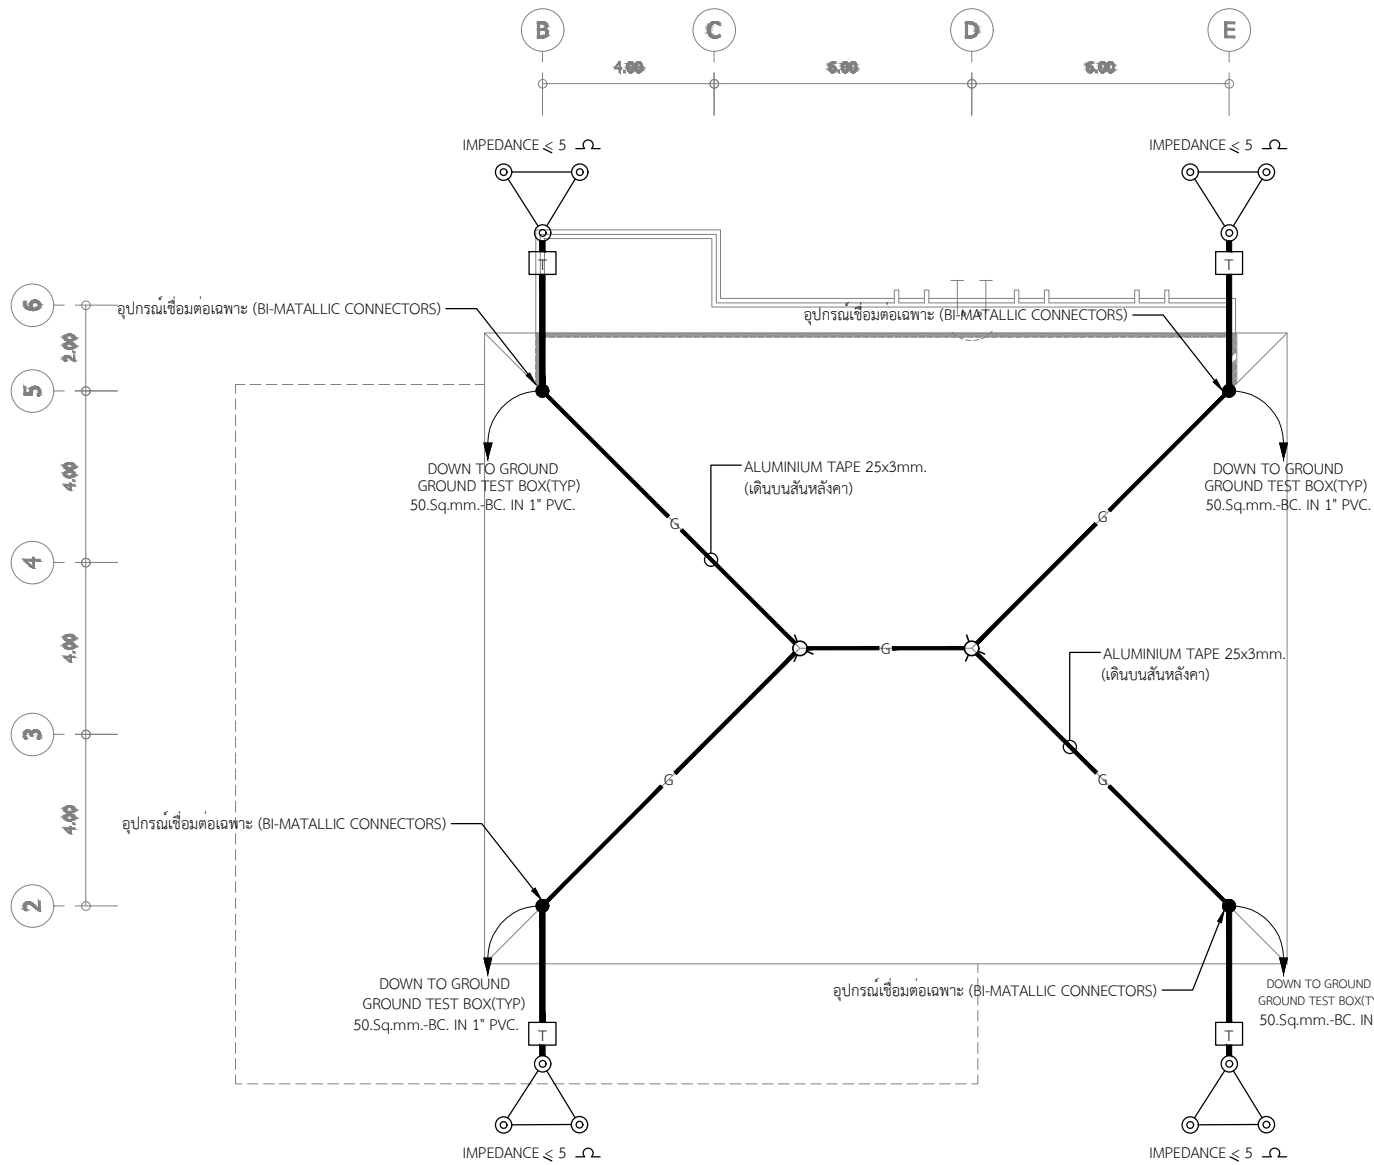 B
C
D
E
4.00
6.00
6.00
IMPEDANCE ⩽ 5 Ω
IMPEDANCE ⩽ 5 Ω
T
T
6
อุปกรณ์เชื่อมต่อเฉพาะ (BI-MATALLIC CONNECTORS)
อุปกรณ์เชื่อมต่อเฉพาะ (BI-MATALLIC CONNECTORS)
2.00
5
DOWN TO GROUND
GROUND TEST BOX(TYP)
50.Sq.mm.-BC. IN 1" PVC.
ALUMINIUM TAPE 25x3mm.
(เดินบนสันหลังคา)
DOWN TO GROUND
GROUND TEST BOX(TYP)
50.Sq.mm.-BC. IN 1" PVC.
4.00
G
G
4
4.00
G
ALUMINIUM TAPE 25x3mm.
(เดินบนสันหลังคา)
3
G
G
4.00
อุปกรณ์เชื่อมต่อเฉพาะ (BI-MATALLIC CONNECTORS)
2
DOWN TO GROUND
GROUND TEST BOX(TYP)
50.Sq.mm.-BC. IN 1" PVC.
อุปกรณ์เชื่อมต่อเฉพาะ (BI-MATALLIC CONNECTORS)
DOWN TO GROUND
GROUND TEST BOX(TY
50.Sq.mm.-BC. IN
T
T
IMPEDANCE ⩽ 5 Ω
IMPEDANCE ⩽ 5 Ω